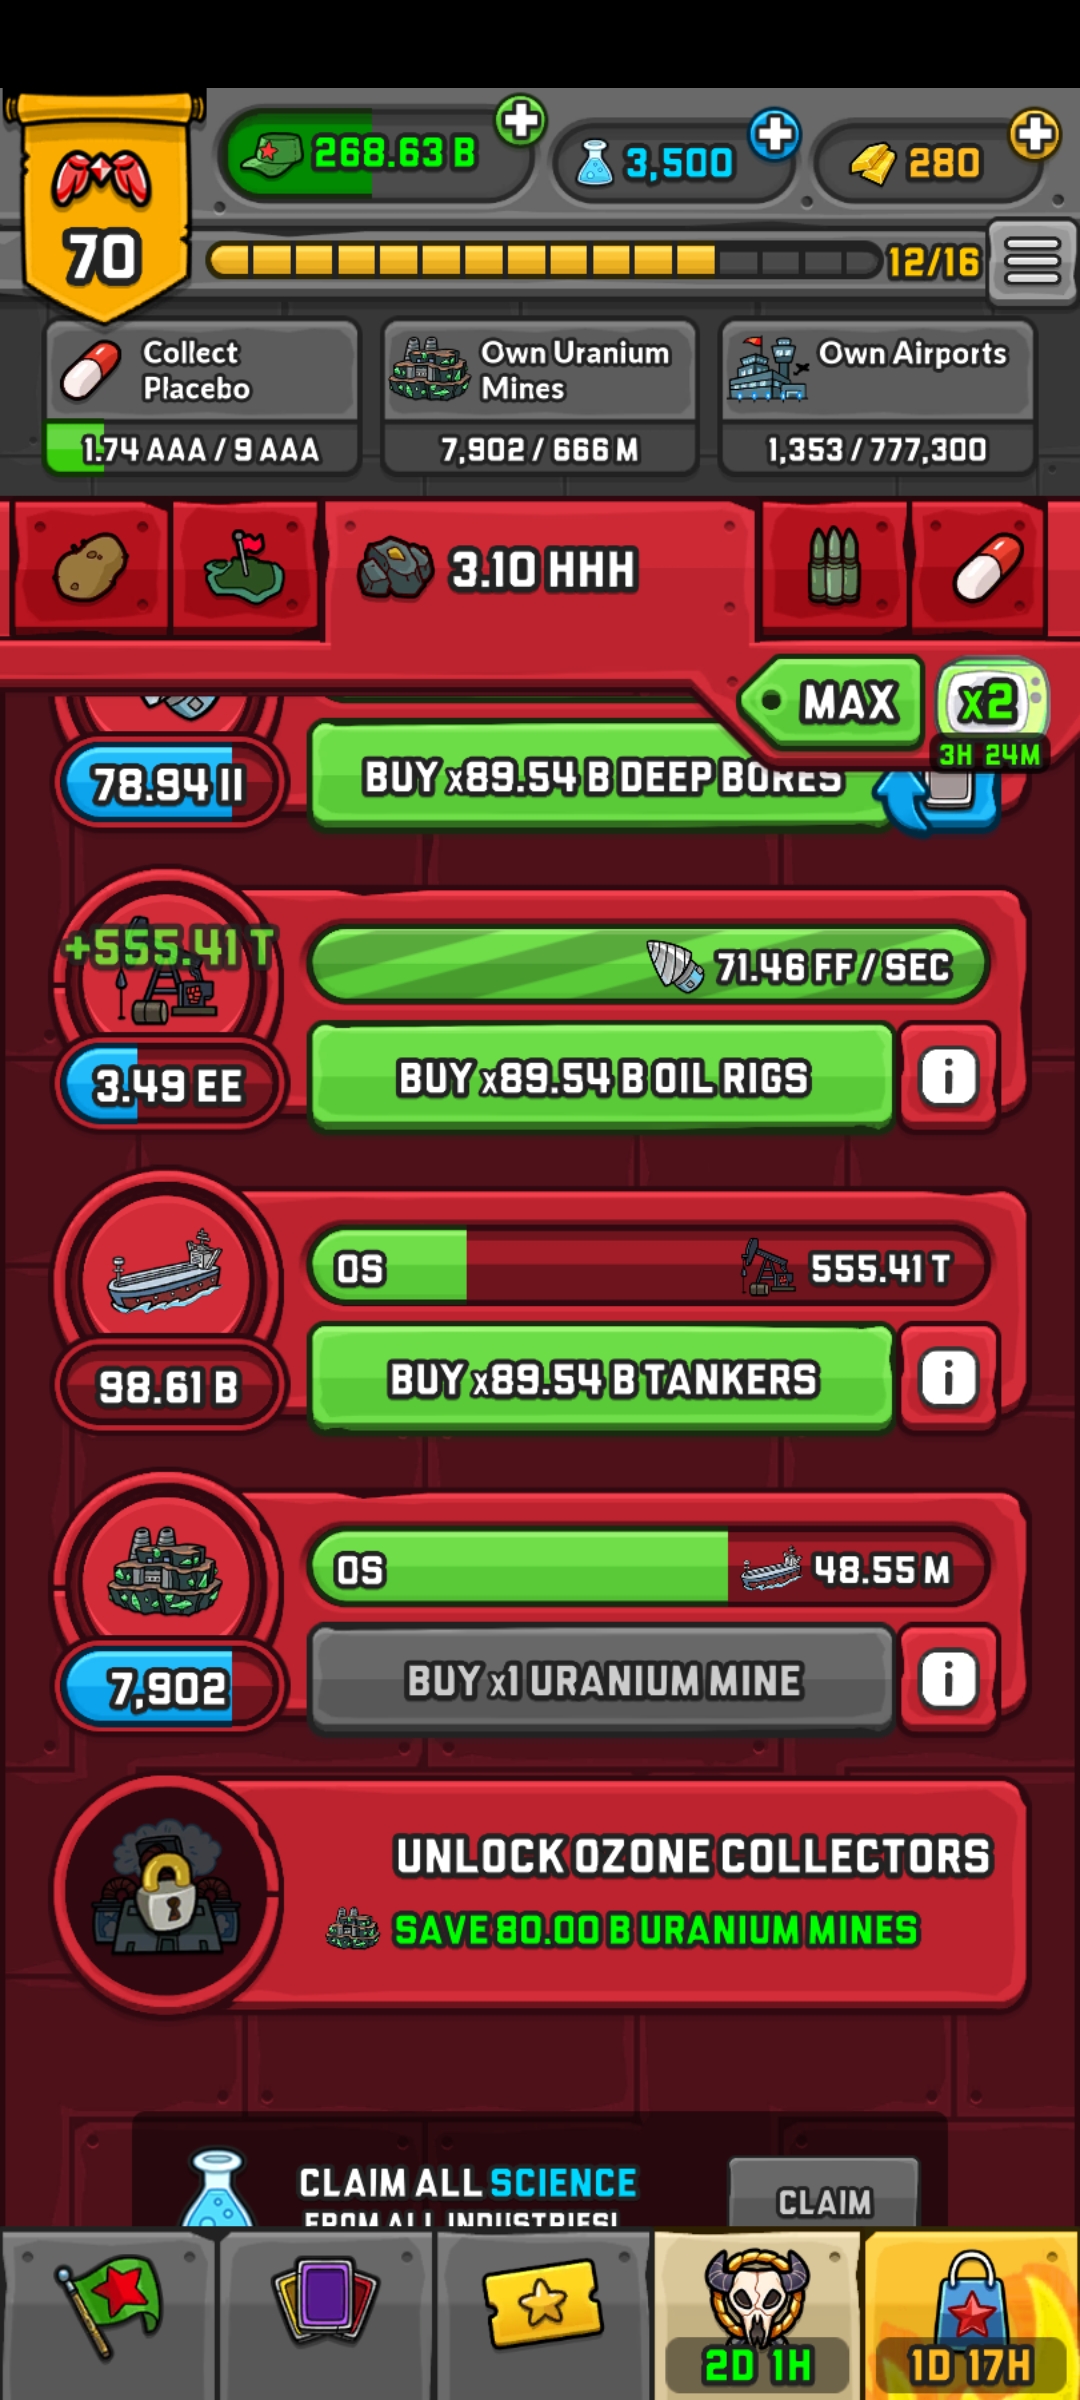 268.63 B
3,500
280
70
12/16
Collect
Placebo
1.74 AAA / 9 AAA
Own Uranium
Mines
7,902 / 666 M
Own Airports
1,353 / 777,300
3.10 HHH
MAX
x2
3H 24M
78.94 II
BUY x89.54 B DEEP BORES
+555.41 T
71.46 FF / SEC
3.49 EE
BUY x89.54 B OIL RIGS
i
0S
555.41 T
98.61 B
BUY x89.54 B TANKERS
i
0S
48.55 M
7,902
BUY x1 URANIUM MINE
i
UNLOCK OZONE COLLECTORS
SAVE 80.00 B URANIUM MINES
CLAIM ALL SCIENCE
FROM ALL INDUSTRIES!
CLAIM
2D 1H
1D 17H